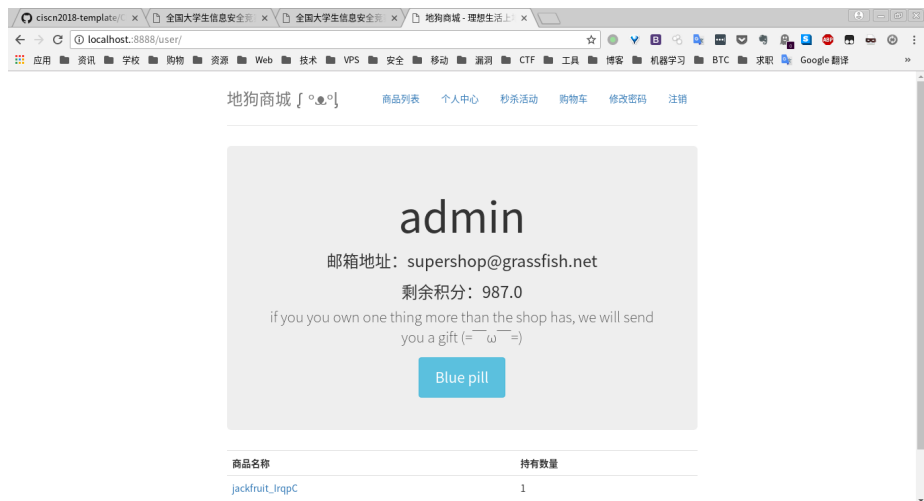 ciscn2018-template/C
全国大学生信息安全竞
全国大学生信息安全竞
地狗商城 - 理想生活上
localhost.:8888/user/
应用 资讯 学校 购物 资源 Web 技术 VPS 安全 移动 漏洞 CTF 工具 博客 机器学习 BTC 求职 Google 翻译 »
地狗商城 ʃ ºᴥºʅ 商品列表 个人中心 秒杀活动 购物车 修改密码 注销
admin
邮箱地址：supershop@grassfish.net
剩余积分：987.0
if you you own one thing more than the shop has, we will send
you a gift (=￣ω￣=)
Blue pill
商品名称 持有数量
jackfruit_IrqpC 1